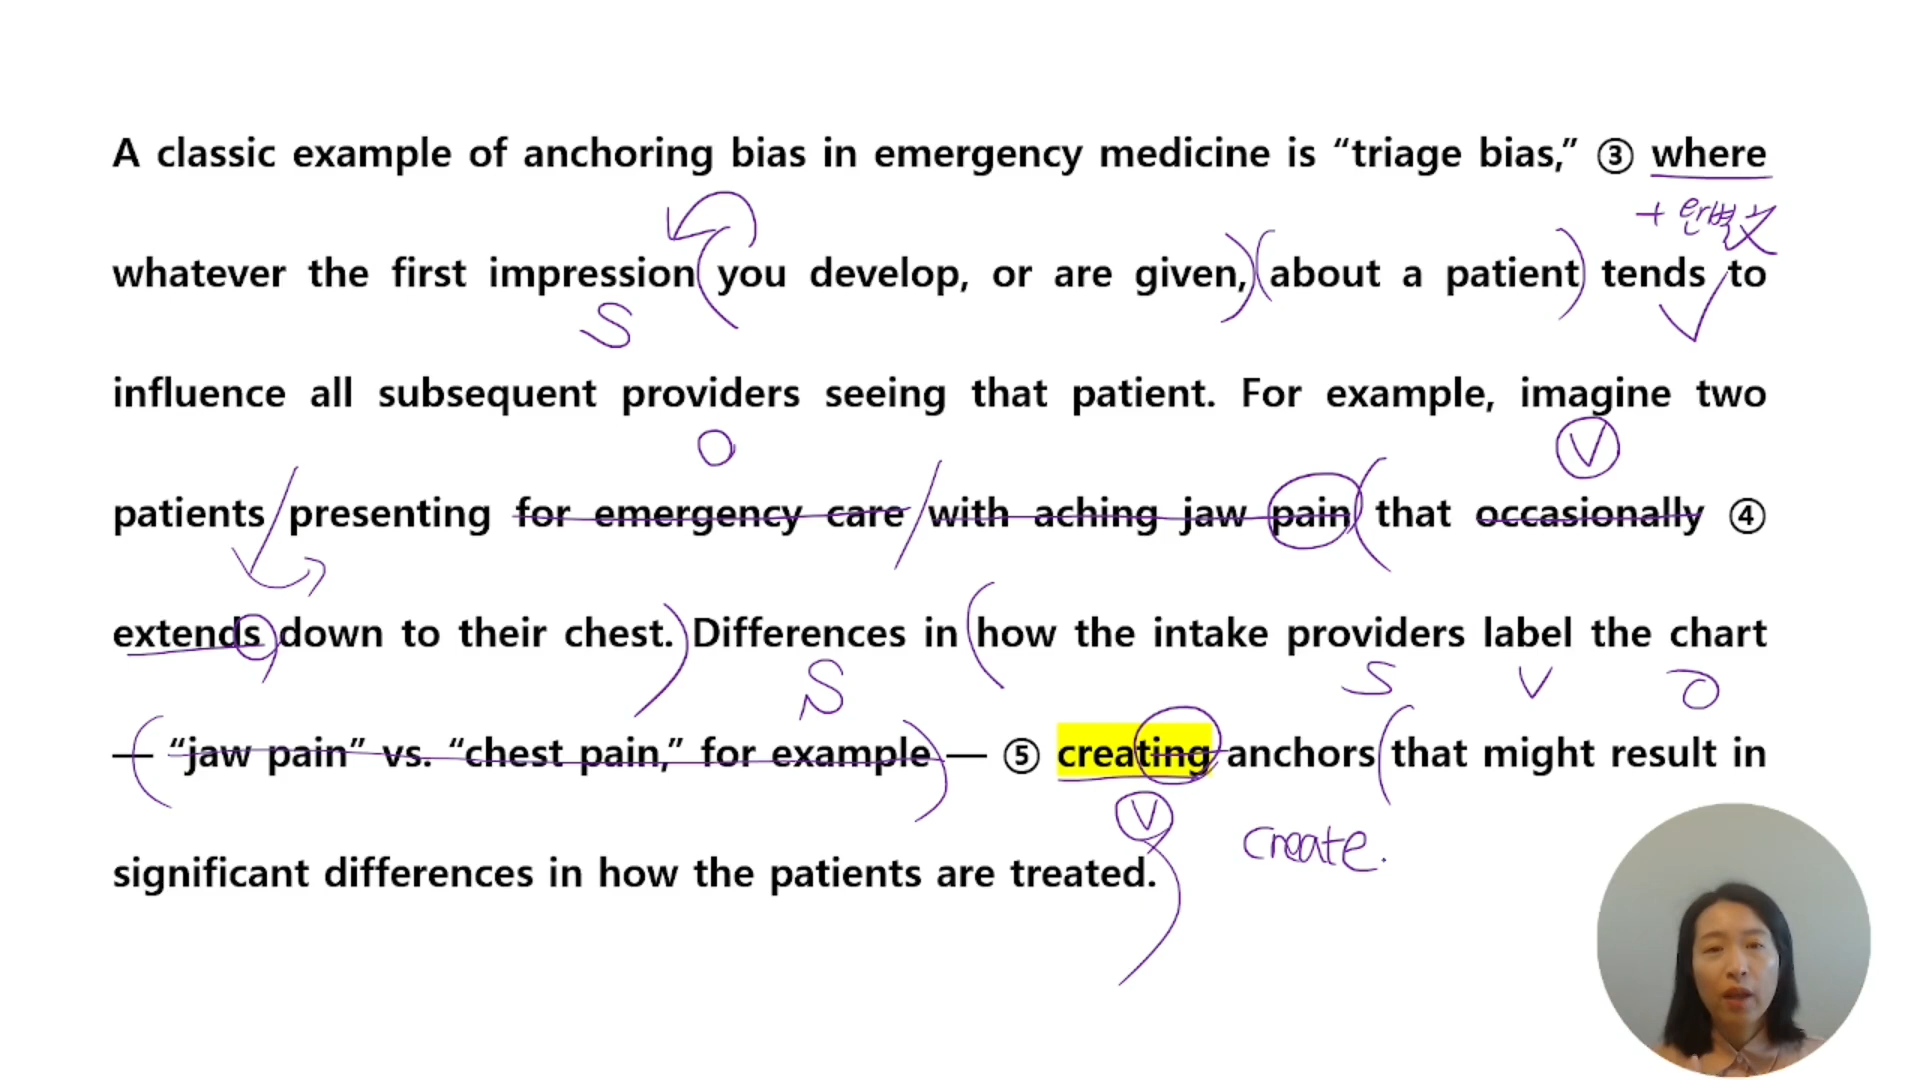 A classic example of anchoring bias in emergency medicine is “triage bias,” ③ where
+ 완벽文
whatever the first impression you develop, or are given, about a patient tends to
S V
influence all subsequent providers seeing that patient. For example, imagine two
O V
patients presenting for emergency care with aching jaw pain that occasionally ④
extends down to their chest. Differences in how the intake providers label the chart
S S V O
— “jaw pain” vs. “chest pain,” for example — ⑤ creating anchors that might result in
V create.
significant differences in how the patients are treated.